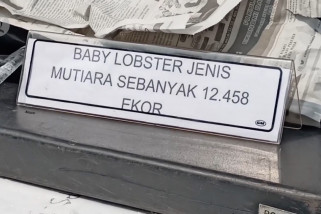 BABY LOBSTER JENIS
MUTIARA SEBANYAK 12.458
EKOR